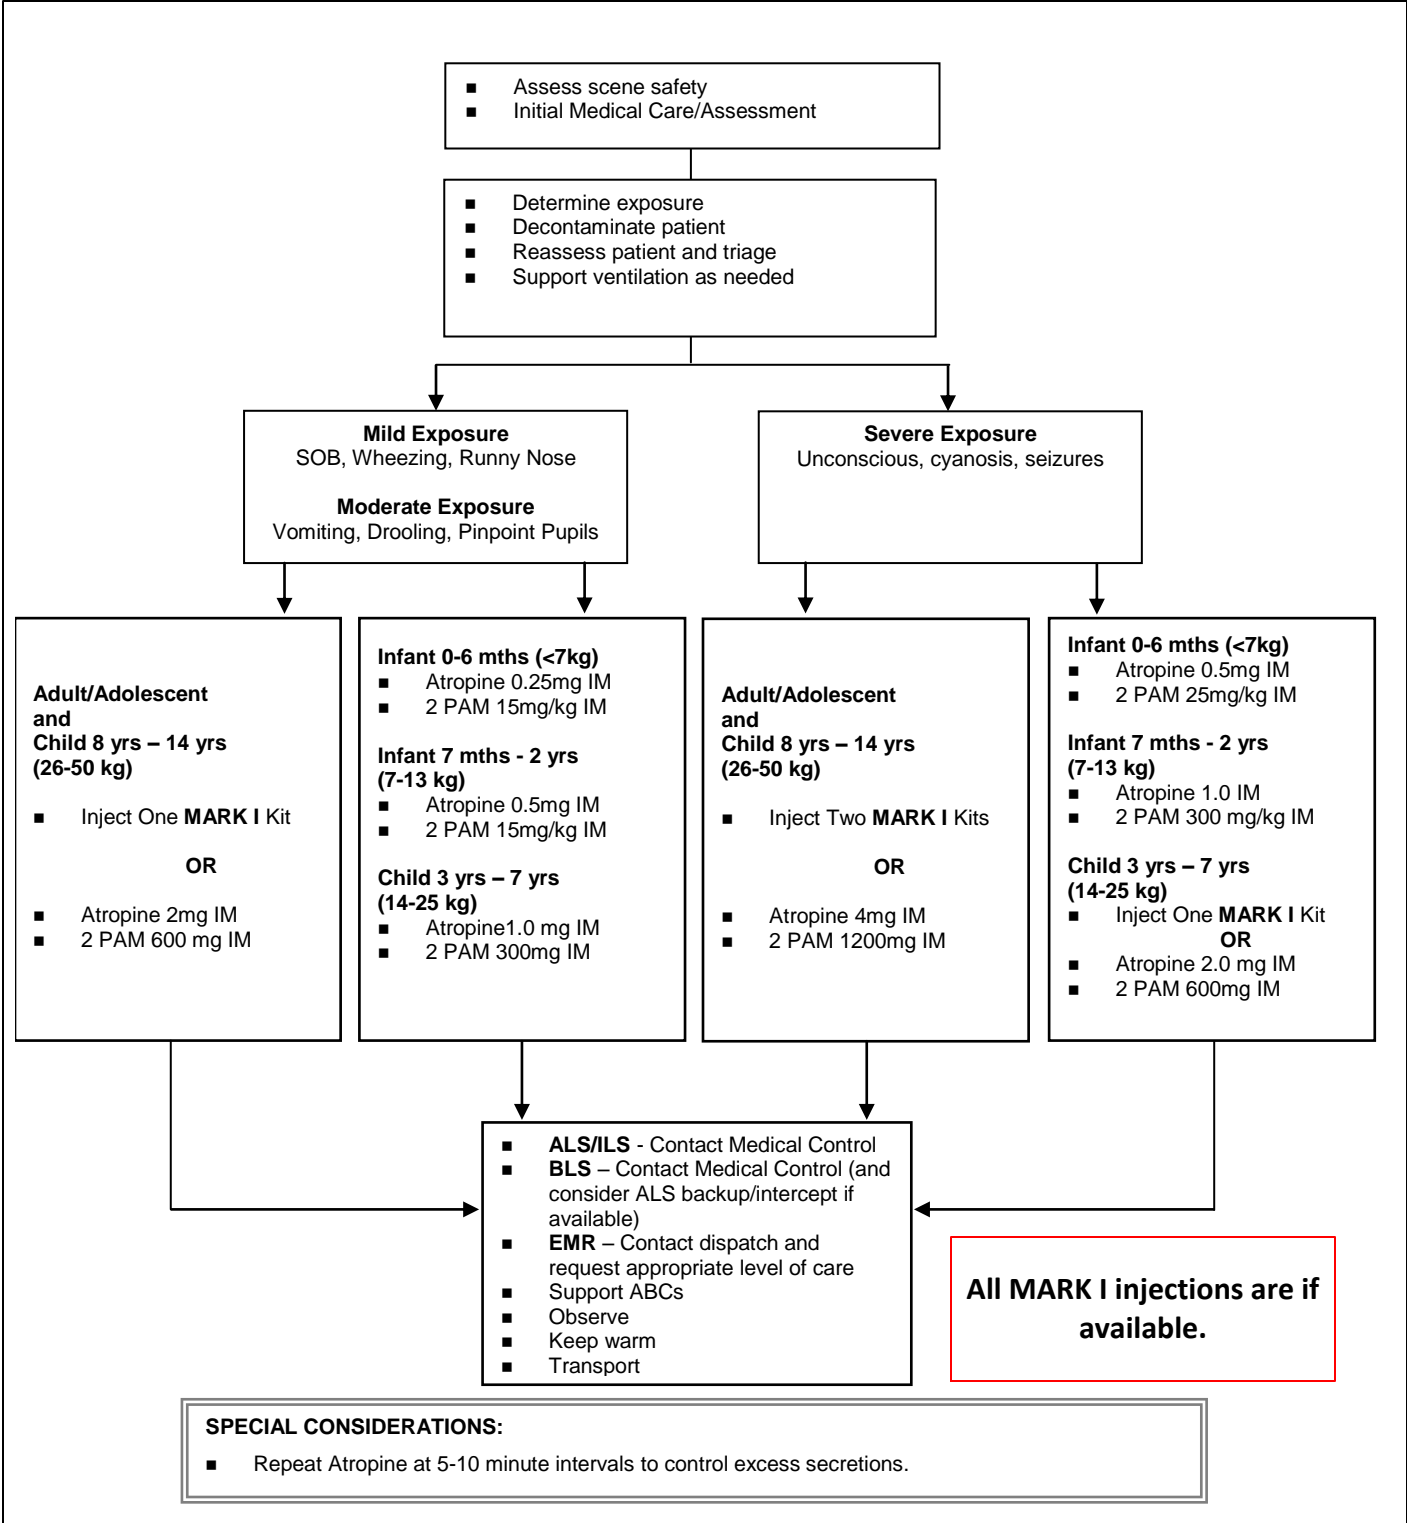 ▪ Assess scene safety
▪ Initial Medical Care/Assessment
▪ Determine exposure
▪ Decontaminate patient
▪ Reassess patient and triage
▪ Support ventilation as needed
Mild Exposure
SOB, Wheezing, Runny Nose
Moderate Exposure
Vomiting, Drooling, Pinpoint Pupils
Severe Exposure
Unconscious, cyanosis, seizures
Adult/Adolescent
and
Child 8 yrs – 14 yrs
(26-50 kg)
▪ Inject One MARK I Kit
OR
▪ Atropine 2mg IM
▪ 2 PAM 600 mg IM
Infant 0-6 mths (<7kg)
▪ Atropine 0.25mg IM
▪ 2 PAM 15mg/kg IM
Infant 7 mths - 2 yrs
(7-13 kg)
▪ Atropine 0.5mg IM
▪ 2 PAM 15mg/kg IM
Child 3 yrs – 7 yrs
(14-25 kg)
▪ Atropine1.0 mg IM
▪ 2 PAM 300mg IM
Adult/Adolescent
and
Child 8 yrs – 14 yrs
(26-50 kg)
▪ Inject Two MARK I Kits
OR
▪ Atropine 4mg IM
▪ 2 PAM 1200mg IM
Infant 0-6 mths (<7kg)
▪ Atropine 0.5mg IM
▪ 2 PAM 25mg/kg IM
Infant 7 mths - 2 yrs
(7-13 kg)
▪ Atropine 1.0 IM
▪ 2 PAM 300 mg/kg IM
Child 3 yrs – 7 yrs
(14-25 kg)
▪ Inject One MARK I Kit
OR
▪ Atropine 2.0 mg IM
▪ 2 PAM 600mg IM
▪ ALS/ILS - Contact Medical Control
▪ BLS – Contact Medical Control (and
consider ALS backup/intercept if
available)
▪ EMR – Contact dispatch and
request appropriate level of care
▪ Support ABCs
▪ Observe
▪ Keep warm
▪ Transport
All MARK I injections are if
available.
SPECIAL CONSIDERATIONS:
▪ Repeat Atropine at 5-10 minute intervals to control excess secretions.